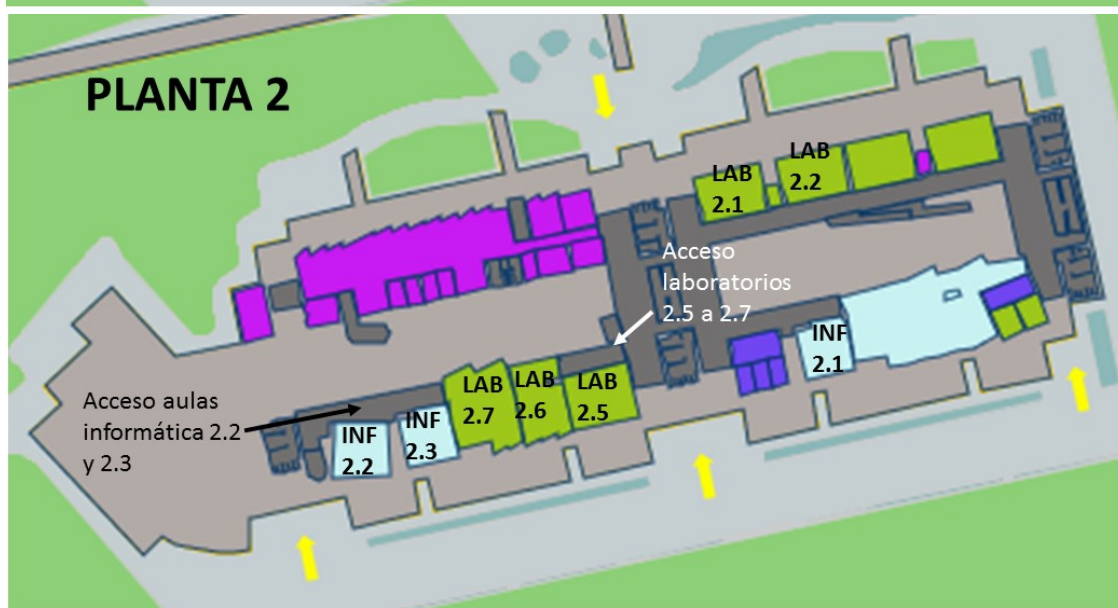 PLANTA 2
LAB
2.1
LAB
2.2
Acceso
laboratorios
2.5 a 2.7
INF
2.1
LAB
2.7
LAB
2.6
LAB
2.5
Acceso aulas
informática 2.2
y 2.3
INF
2.2
INF
2.3